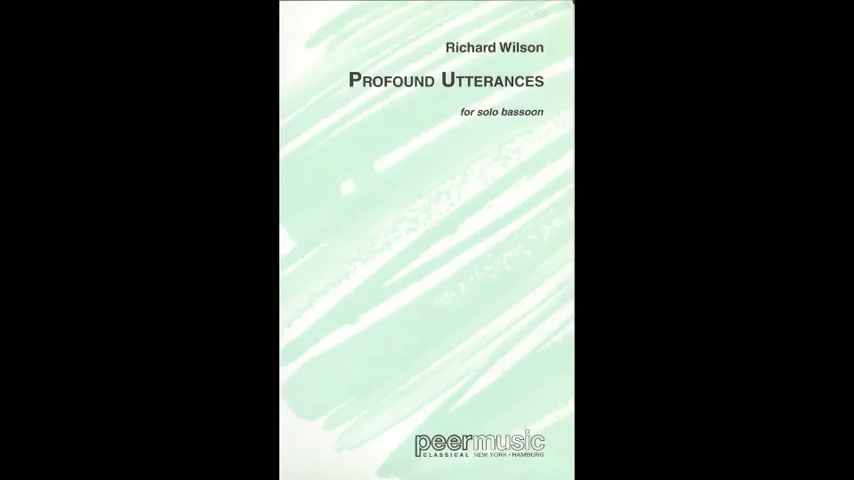 Richard Wilson
PROFOUND UTTERANCES
for solo bassoon
peermusic
CLASSICAL NEW YORK • HAMBURG